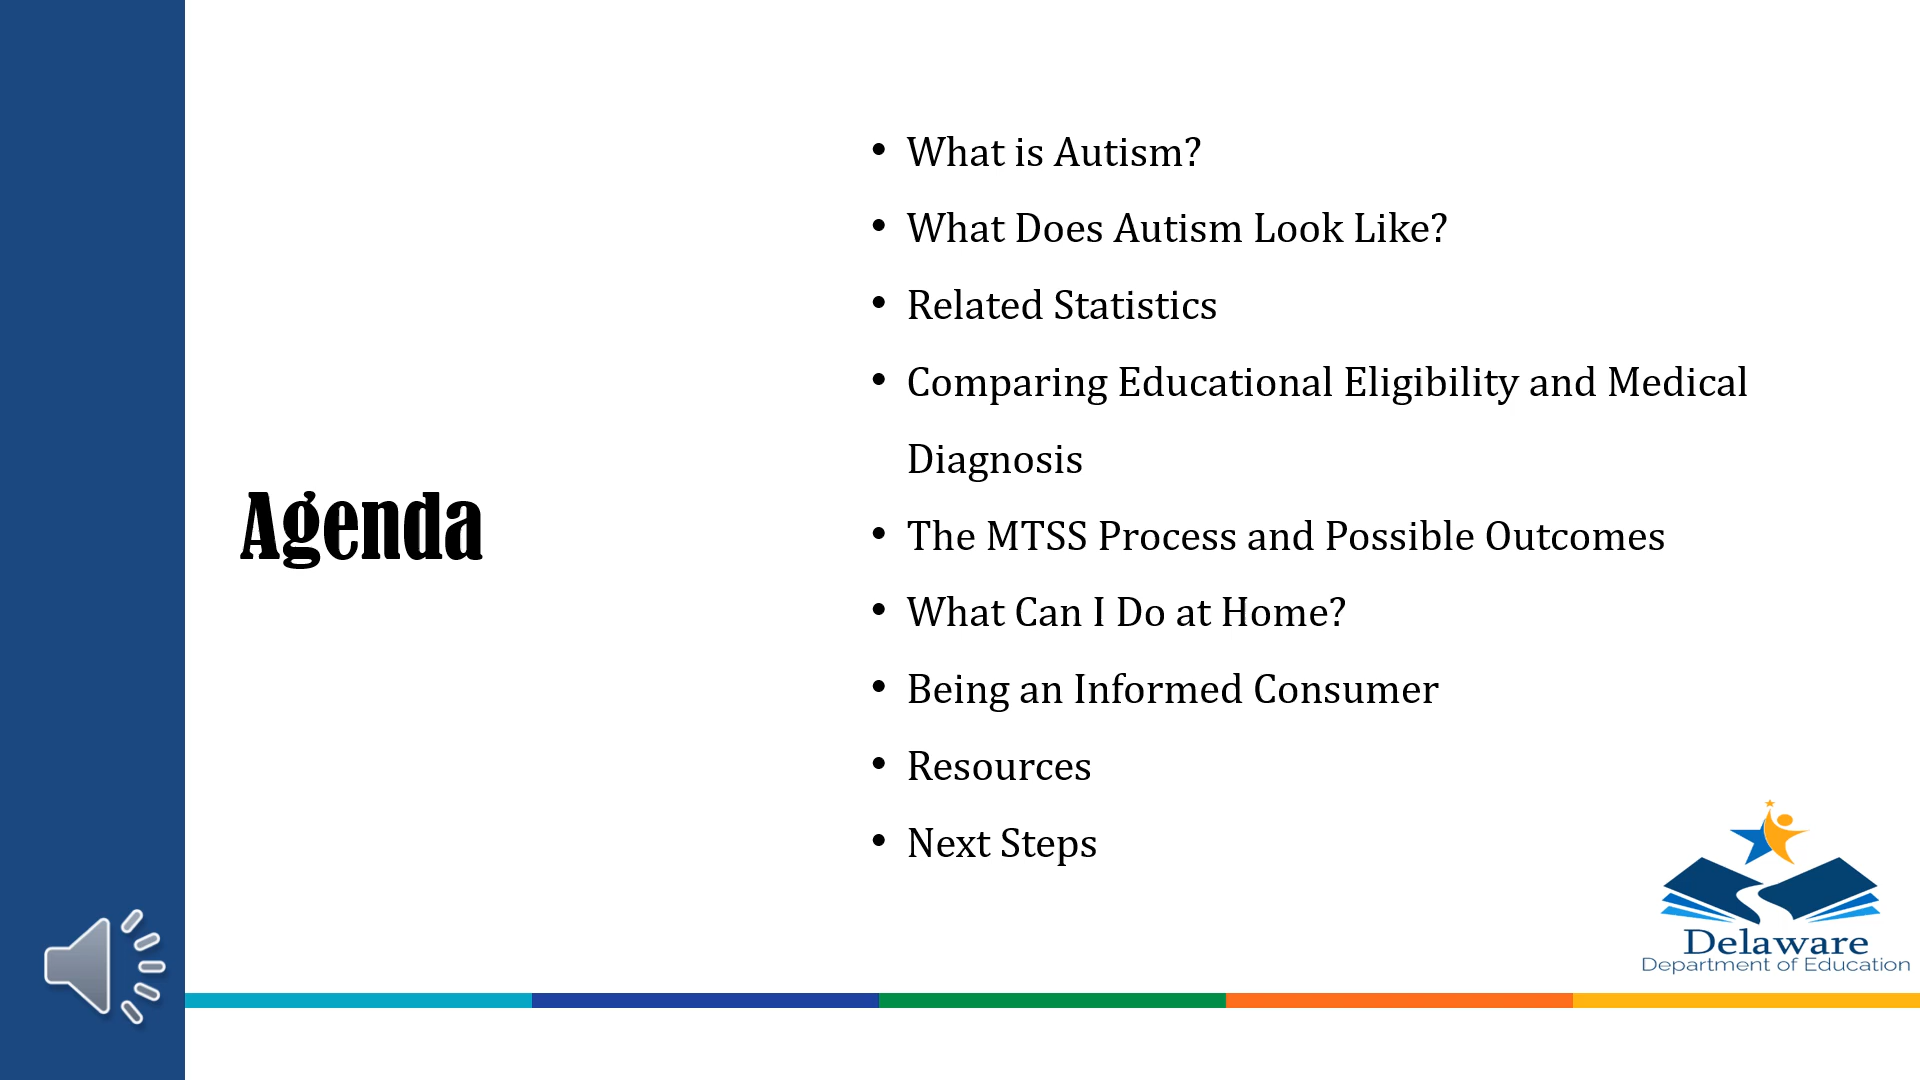 Agenda
• What is Autism?
• What Does Autism Look Like?
• Related Statistics
• Comparing Educational Eligibility and Medical
Diagnosis
• The MTSS Process and Possible Outcomes
• What Can I Do at Home?
• Being an Informed Consumer
• Resources
• Next Steps
Delaware
Department of Education